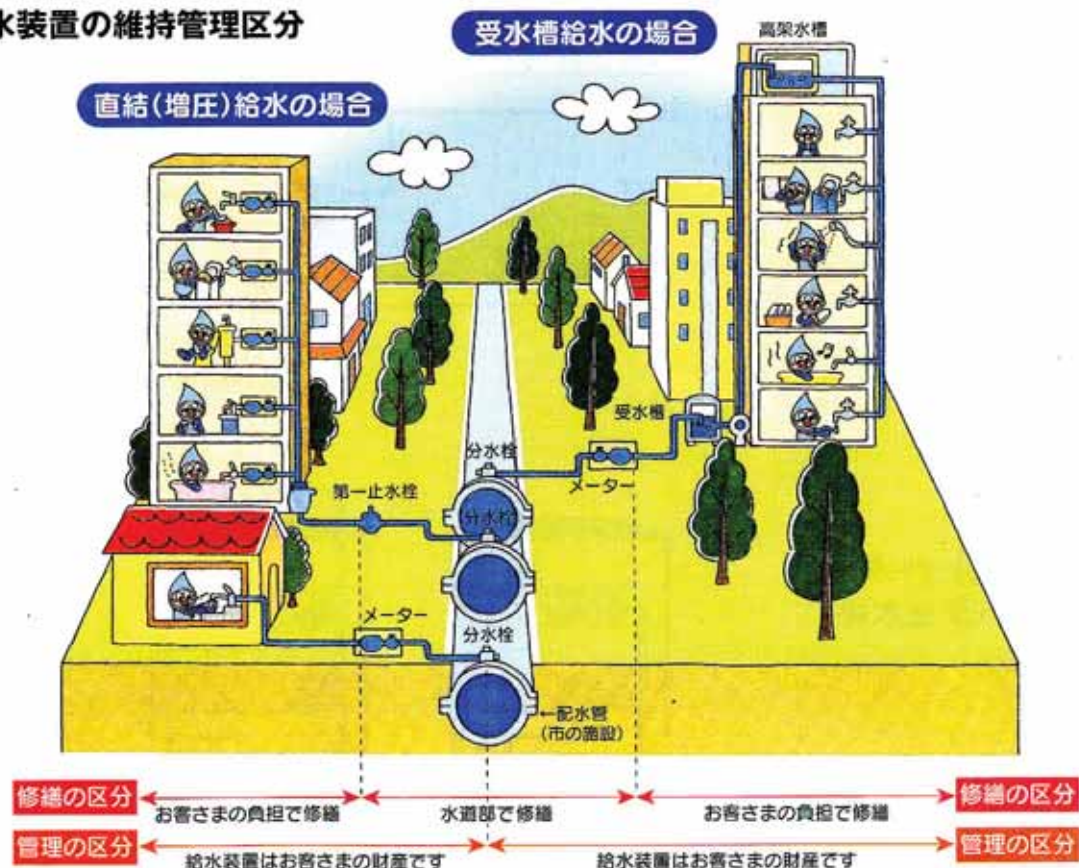 水装置の維持管理区分
受水槽給水の場合
高架水槽
直結(増圧)給水の場合
受水槽
分水栓
メーター
第一止水栓
分水栓
メーター
分水栓
←配水管
(市の施設)
修繕の区分
お客さまの負担で修繕
水道部で修繕
お客さまの負担で修繕
修繕の区分
管理の区分
給水装置はお客さまの財産です
給水装置はお客さまの財産です
管理の区分